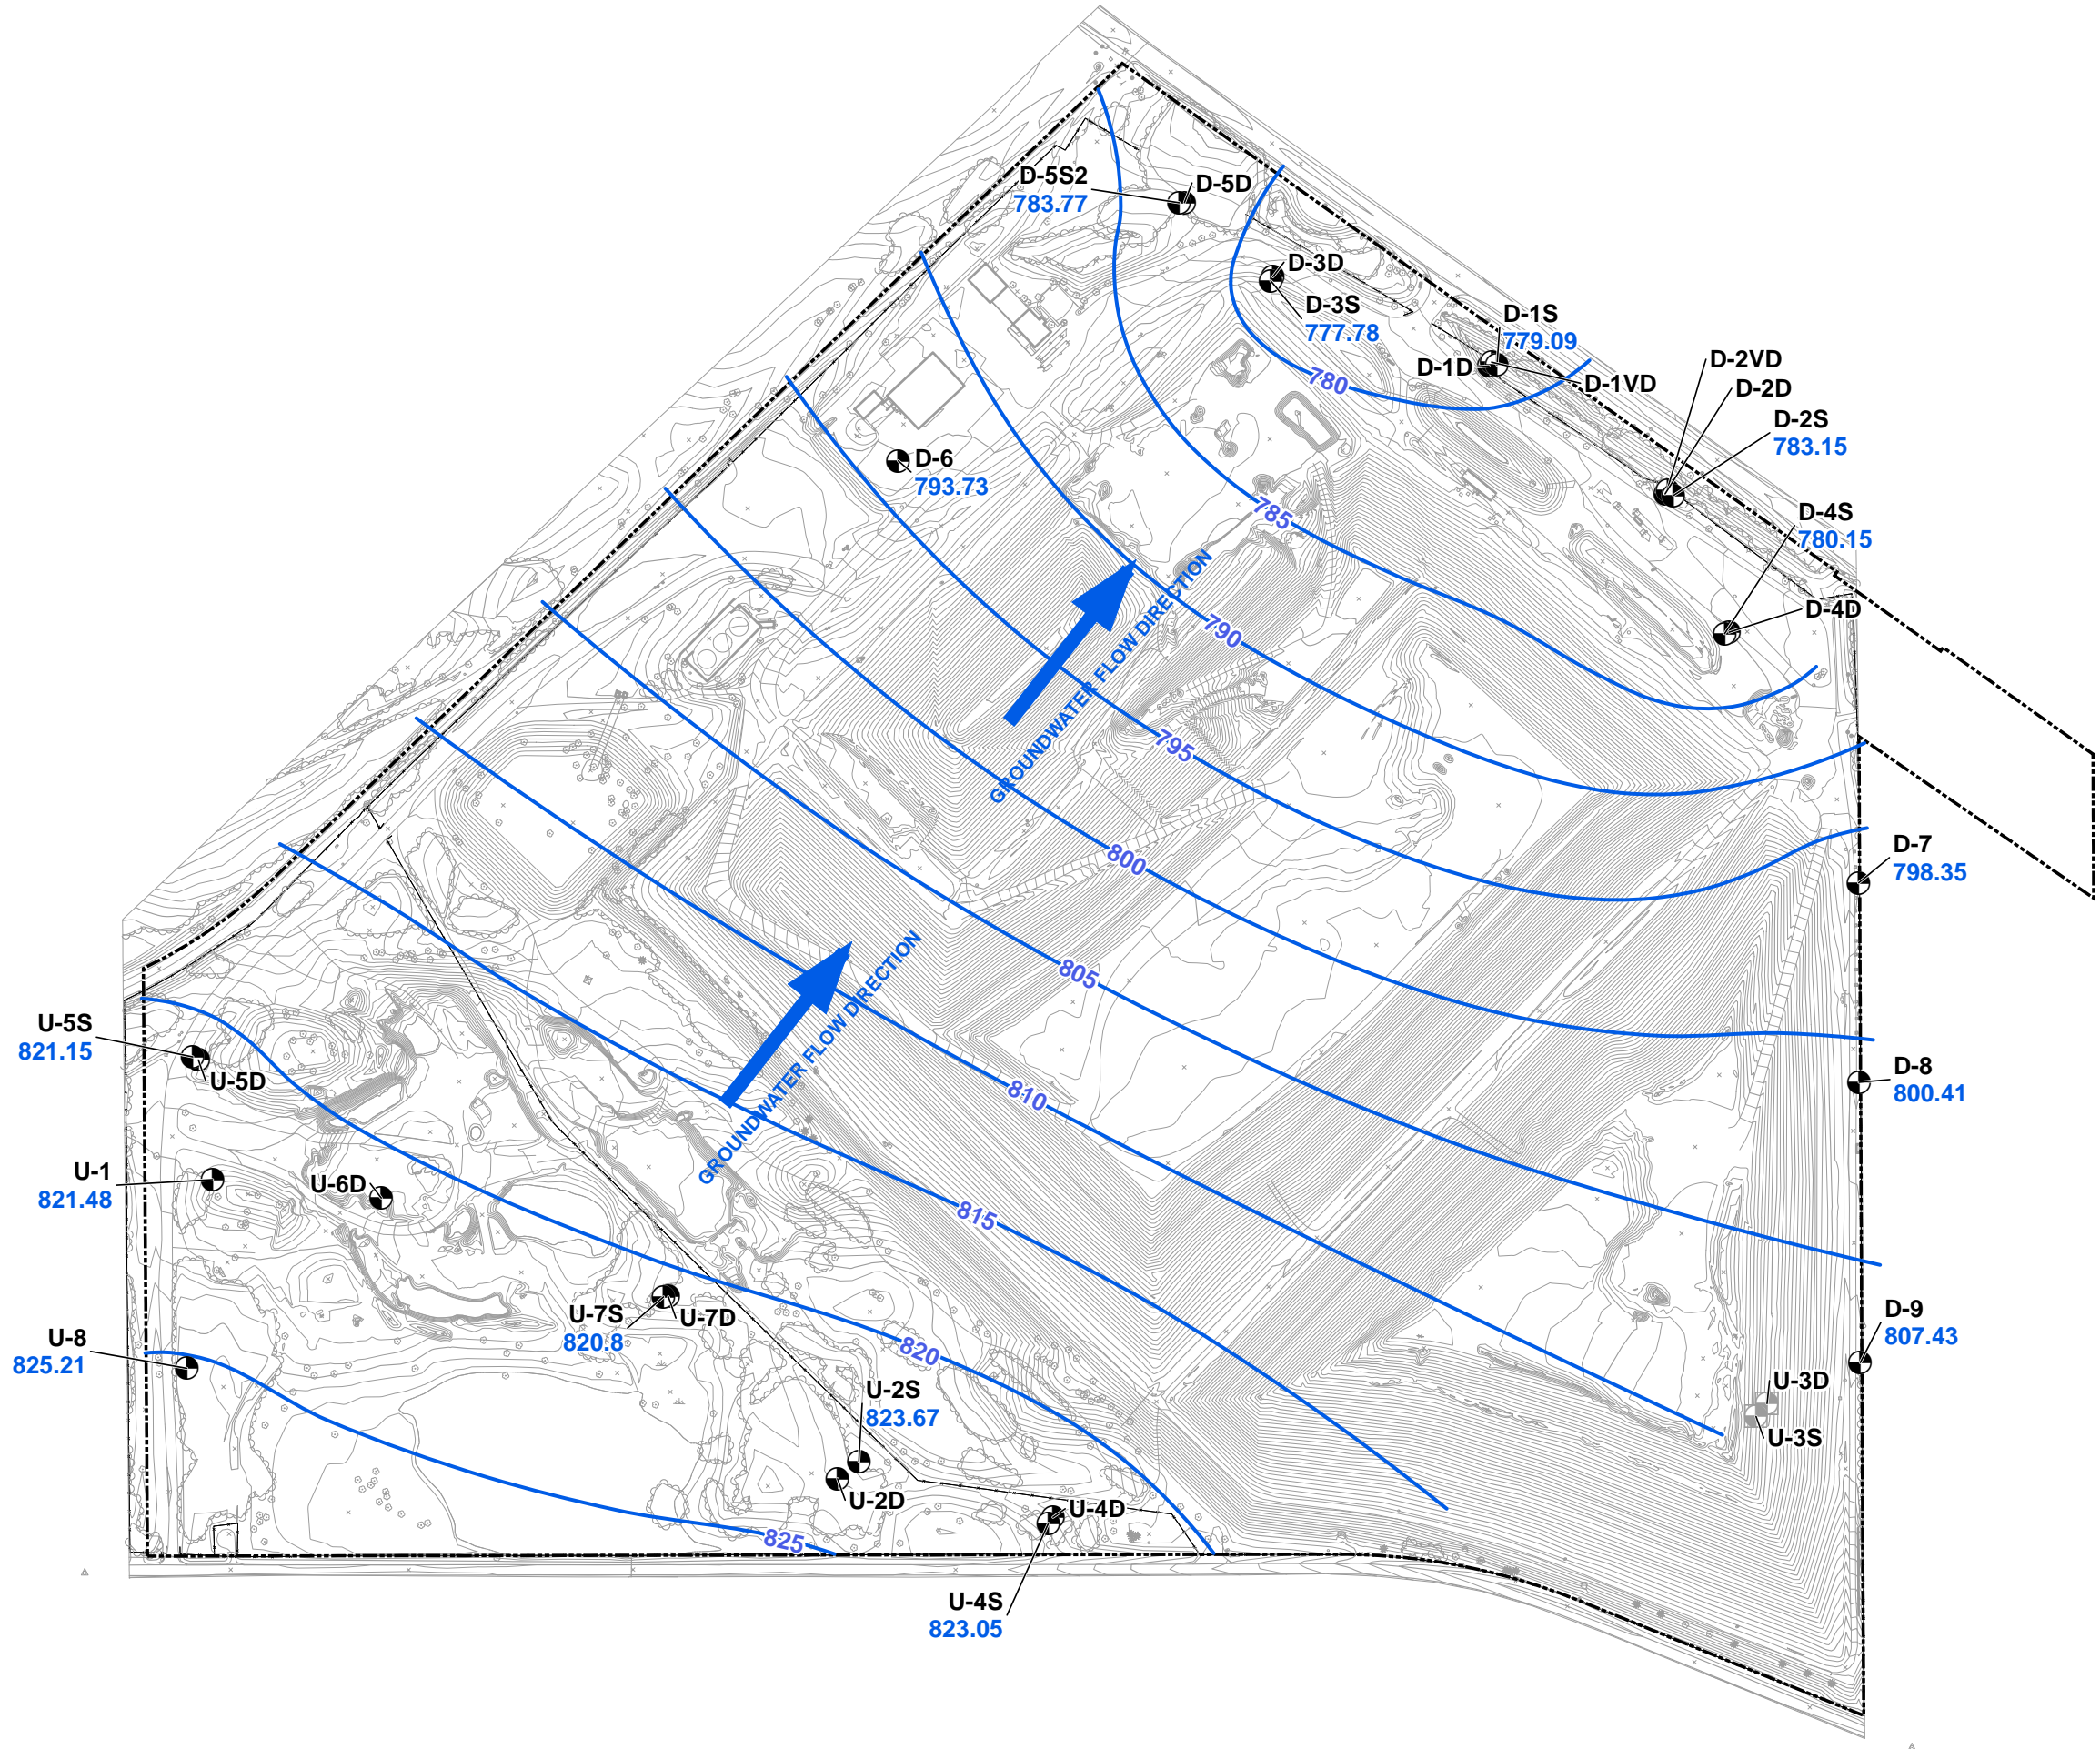 D-5S2
783.77
D-5D
D-3D
D-3S
777.78
D-1S
779.09
D-1D
D-1VD
D-2VD
D-2D
D-2S
783.15
D-4S
780.15
D-4D
780
D-6
793.73
785
790
GROUNDWATER FLOW DIRECTION
795
800
D-7
798.35
805
GROUNDWATER FLOW DIRECTION
U-5S
821.15
U-5D
D-8
800.41
810
U-1
821.48
U-6D
815
U-7S
820.8
U-7D
D-9
807.43
U-8
825.21
820
U-2S
823.67
U-3D
U-3S
U-2D
U-4D
825
U-4S
823.05